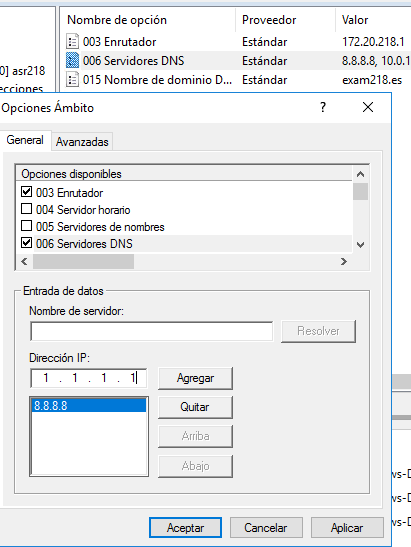 Nombre de opción Proveedor Valor
003 Enrutador Estándar 172.20.218.1
0] asr218 006 Servidores DNS Estándar 8.8.8.8, 10.0.1
ecciones 015 Nombre de dominio D... Estándar exam218.es
Opciones Ámbito ?
General Avanzadas
Opciones disponibles
003 Enrutador
004 Servidor horario
005 Servidores de nombres
006 Servidores DNS
Entrada de datos
Nombre de servidor:
Resolver
Dirección IP:
1 . 1 . 1 . 1 Agregar
8.8.8.8 Quitar
Arriba
Abajo
ws-D
ws-D
ws-D
Aceptar Cancelar Aplicar